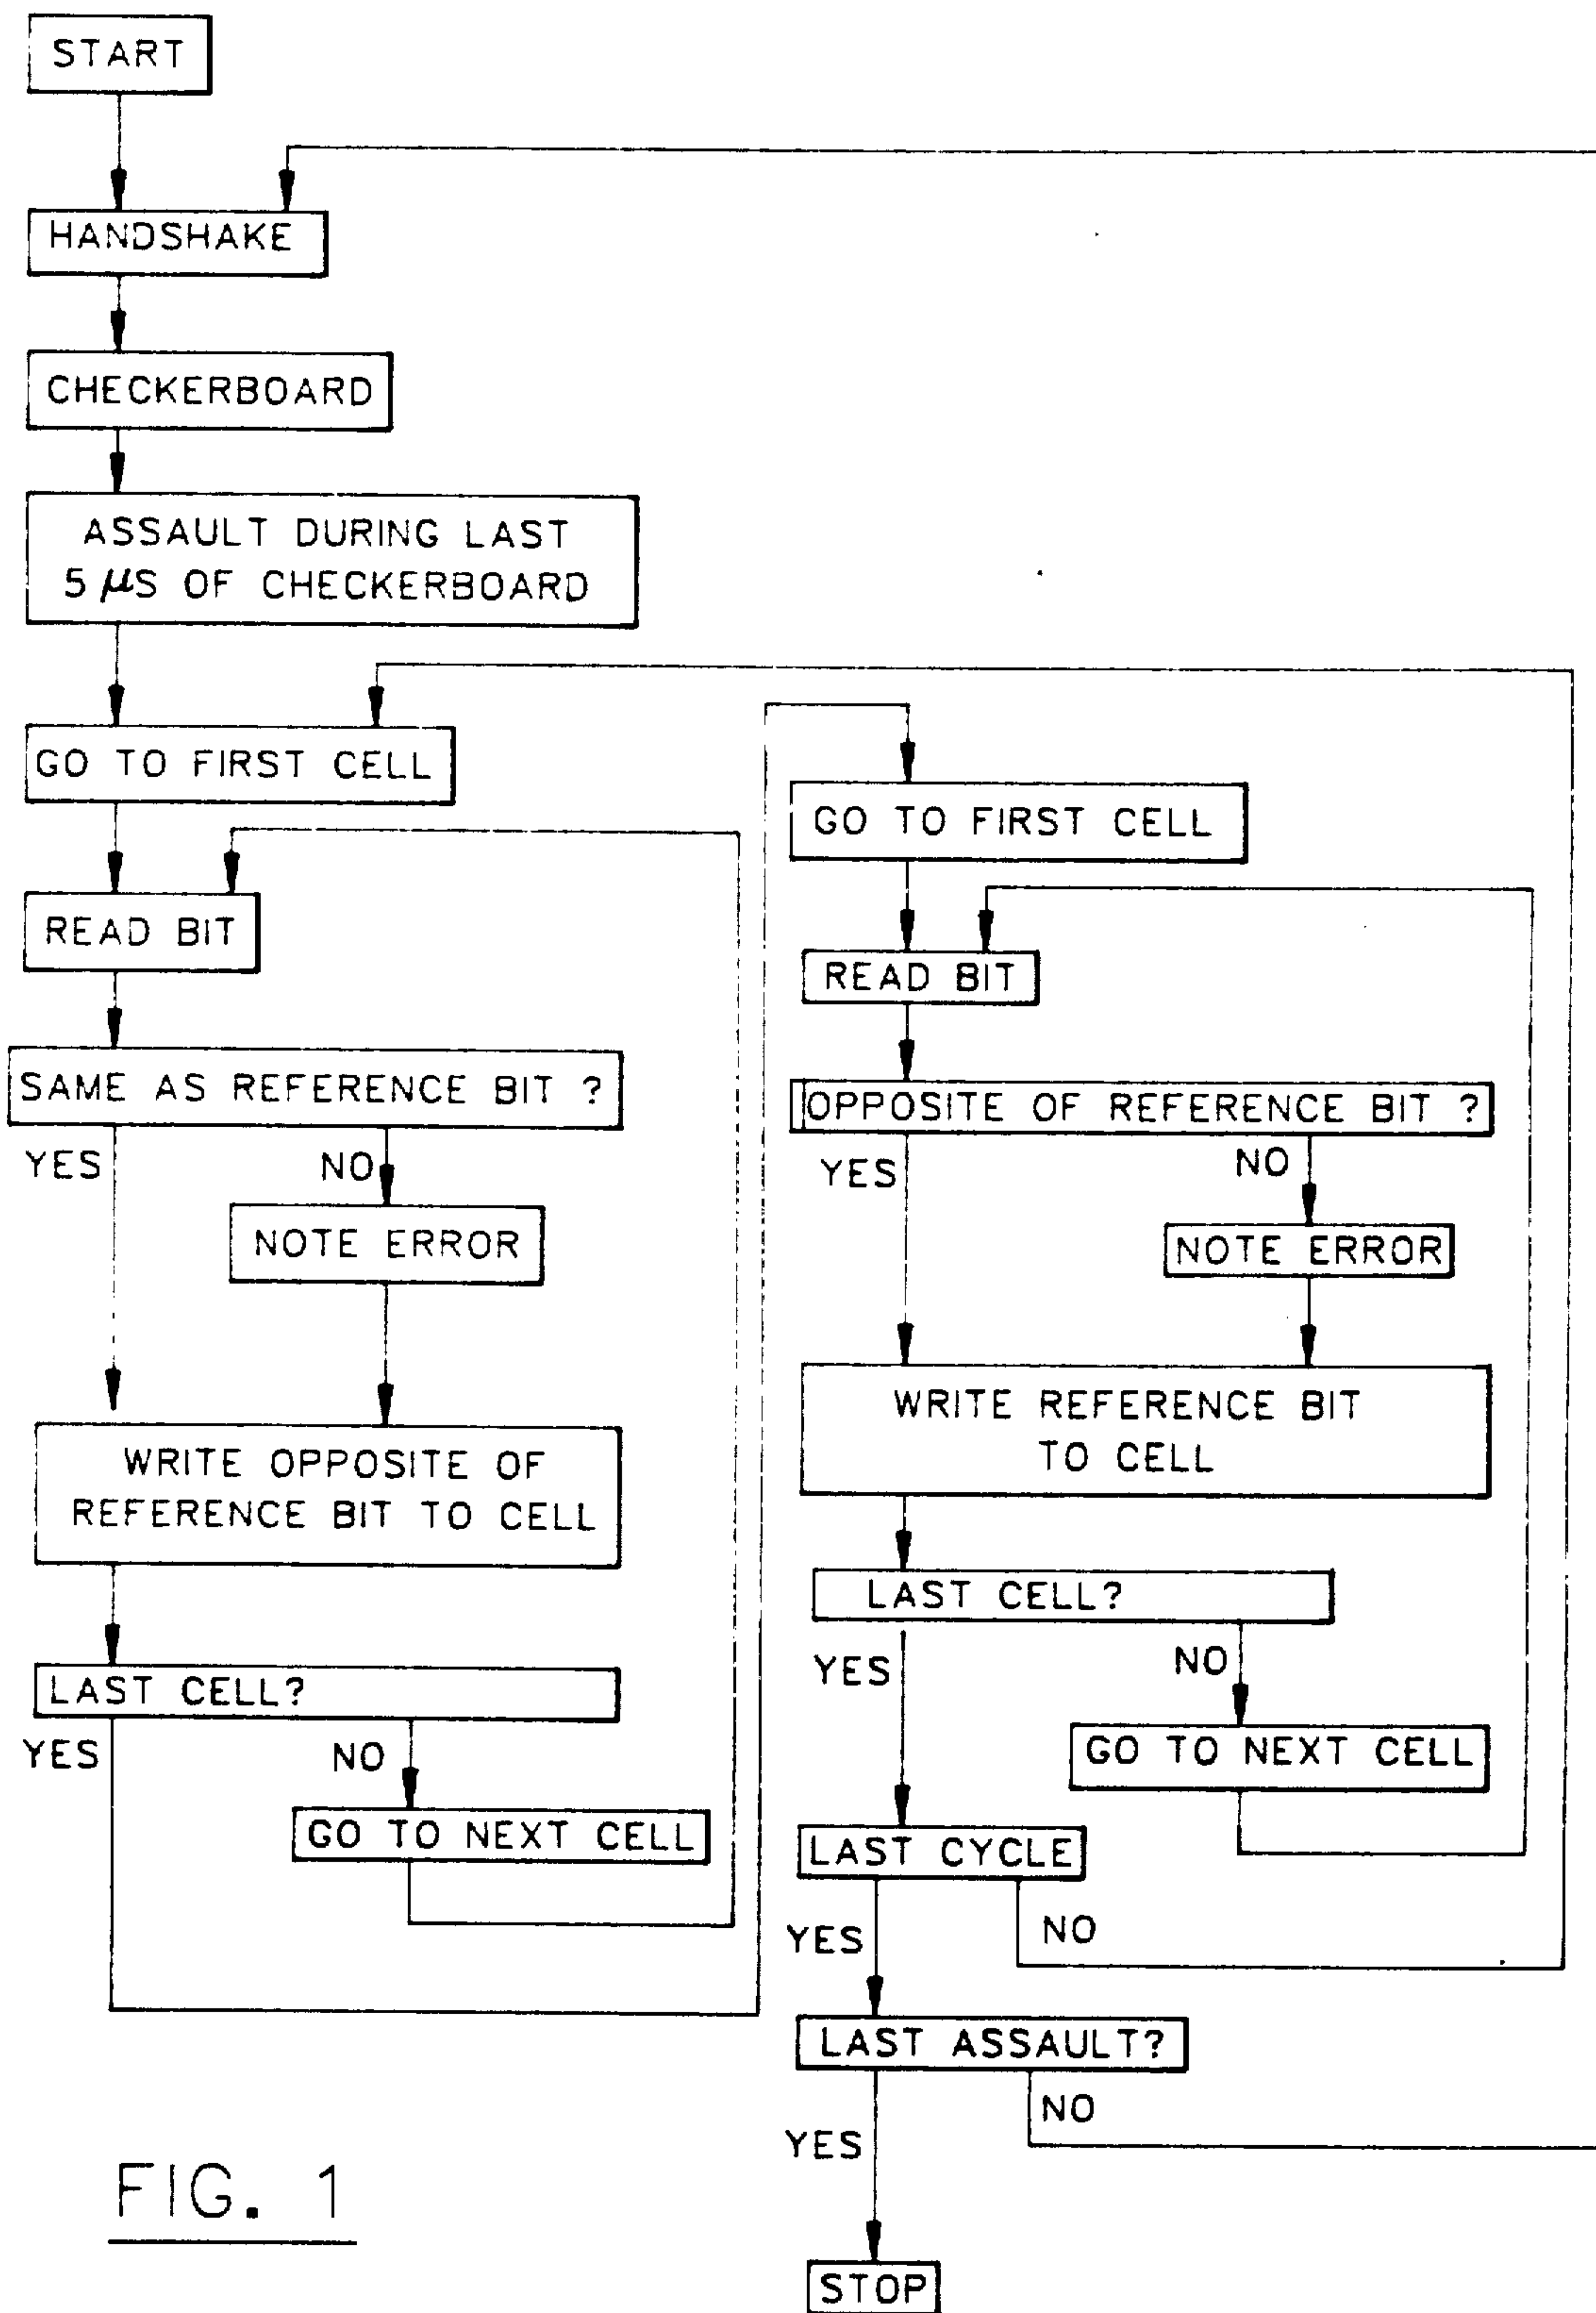 START
HANDSHAKE
CHECKERBOARD
ASSAULT DURING LAST
5 μS OF CHECKERBOARD
GO TO FIRST CELL
READ BIT
SAME AS REFERENCE BIT ?
YES
NO
NOTE ERROR
WRITE OPPOSITE OF
REFERENCE BIT TO CELL
LAST CELL?
YES
NO
GO TO NEXT CELL
GO TO FIRST CELL
READ BIT
OPPOSITE OF REFERENCE BIT ?
YES
NO
NOTE ERROR
WRITE REFERENCE BIT
TO CELL
LAST CELL?
YES
NO
GO TO NEXT CELL
LAST CYCLE
YES
NO
LAST ASSAULT?
YES
NO
STOP
FIG. 1